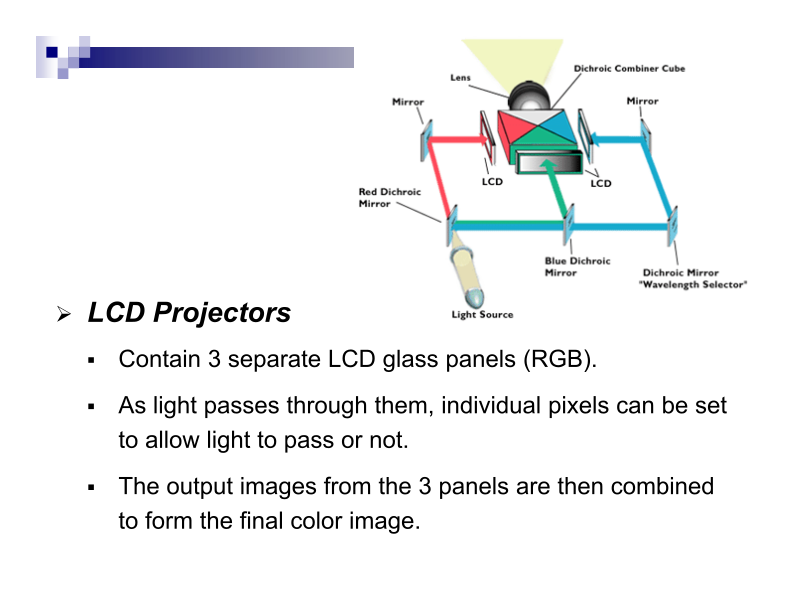 Lens
Dichroic Combiner Cube
Mirror
Mirror
LCD
LCD
Red Dichroic
Mirror
Blue Dichroic
Mirror
Dichroic Mirror
"Wavelength Selector"
Light Source
➢ LCD Projectors
▪ Contain 3 separate LCD glass panels (RGB).
▪ As light passes through them, individual pixels can be set
to allow light to pass or not.
▪ The output images from the 3 panels are then combined
to form the final color image.